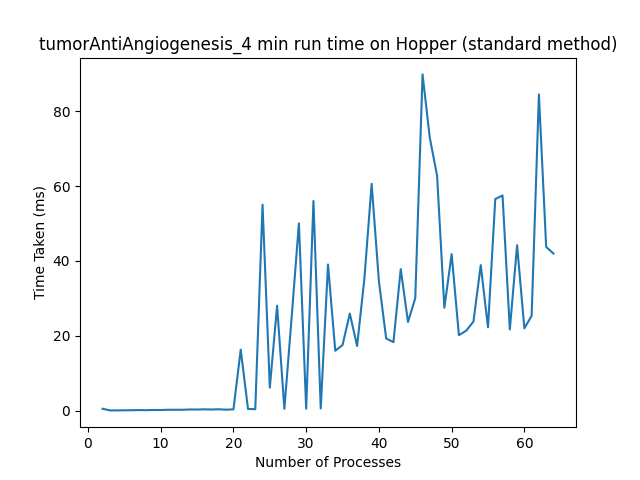 tumorAntiAngiogenesis_4 min run time on Hopper (standard method)
Time Taken (ms)
80
60
40
20
0
0 10 20 30 40 50 60
Number of Processes